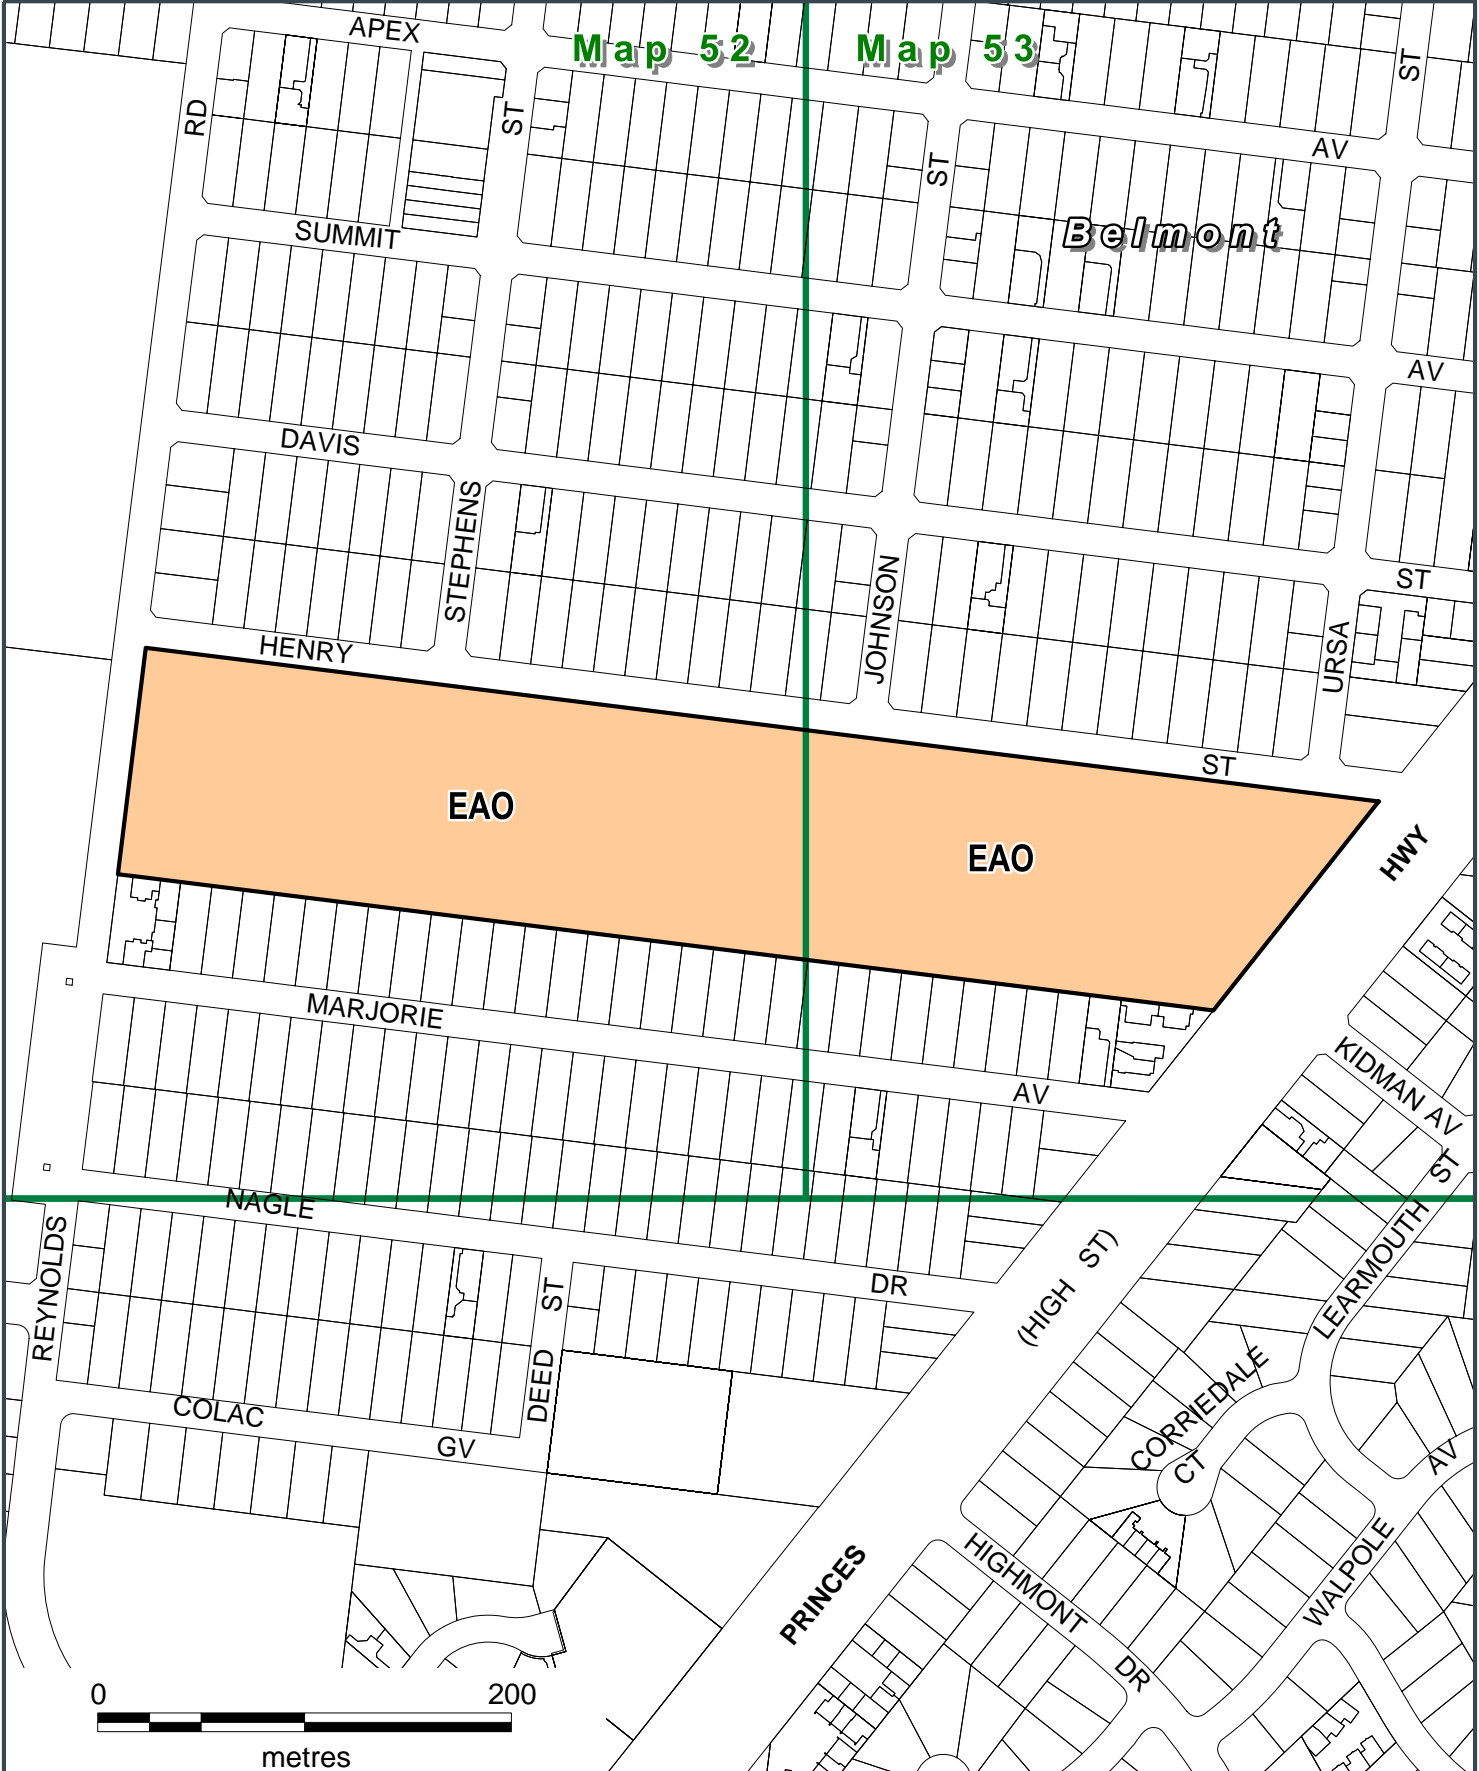 APEX
Map 52
Map 53
ST
RD
ST
ST
AV
SUMMIT
Belmont
AV
DAVIS
STEPHENS
JOHNSON
ST
URSA
HENRY
ST
EAO
EAO
HWY
MARJORIE
AV
KIDMAN AV
ST
NAGLE
REYNOLDS
DR
ST
DEED
(HIGH ST)
LEARMOUTH
CORRIEDALE
CT
COLAC
GV
AV
PRINCES
HIGHMONT
DR
WALPOLE
0 200
metres